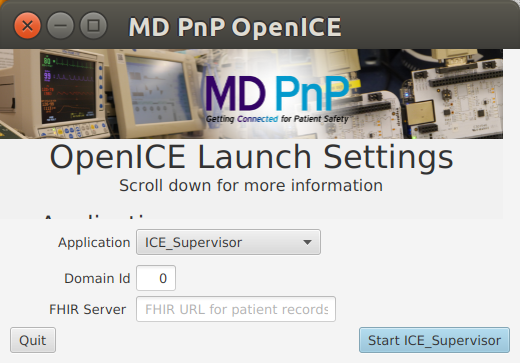 MD PnP OpenICE
MD PnP
Getting Connected for Patient Safety
OpenICE Launch Settings
Scroll down for more information
Application
Application ICE_Supervisor
Domain Id 0
FHIR Server FHIR URL for patient records
Quit Start ICE_Supervisor